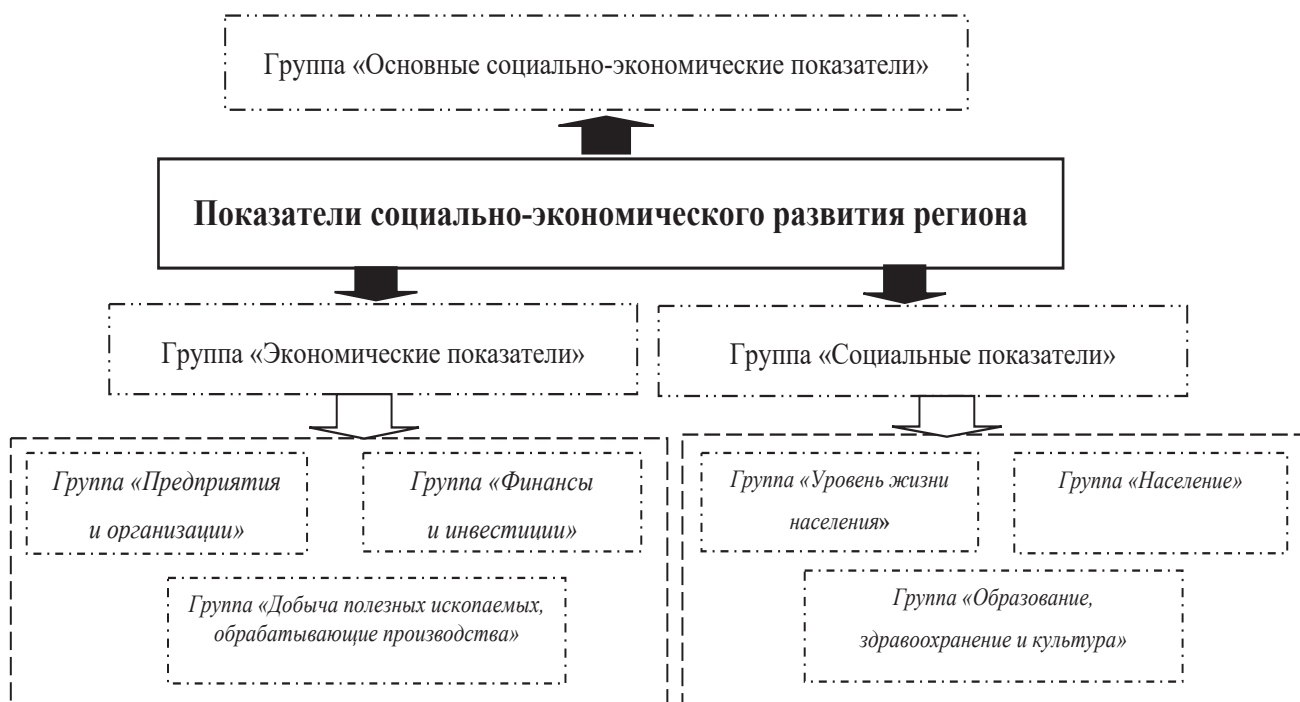 Группа «Основные социально-экономические показатели»
Показатели социально-экономического развития региона
Группа «Экономические показатели»
Группа «Социальные показатели»
Группа «Предприятия
и организации»
Группа «Финансы
и инвестиции»
Группа «Добыча полезных ископаемых,
обрабатывающие производства»
Группа «Уровень жизни
населения»
Группа «Население»
Группа «Образование,
здравоохранение и культура»